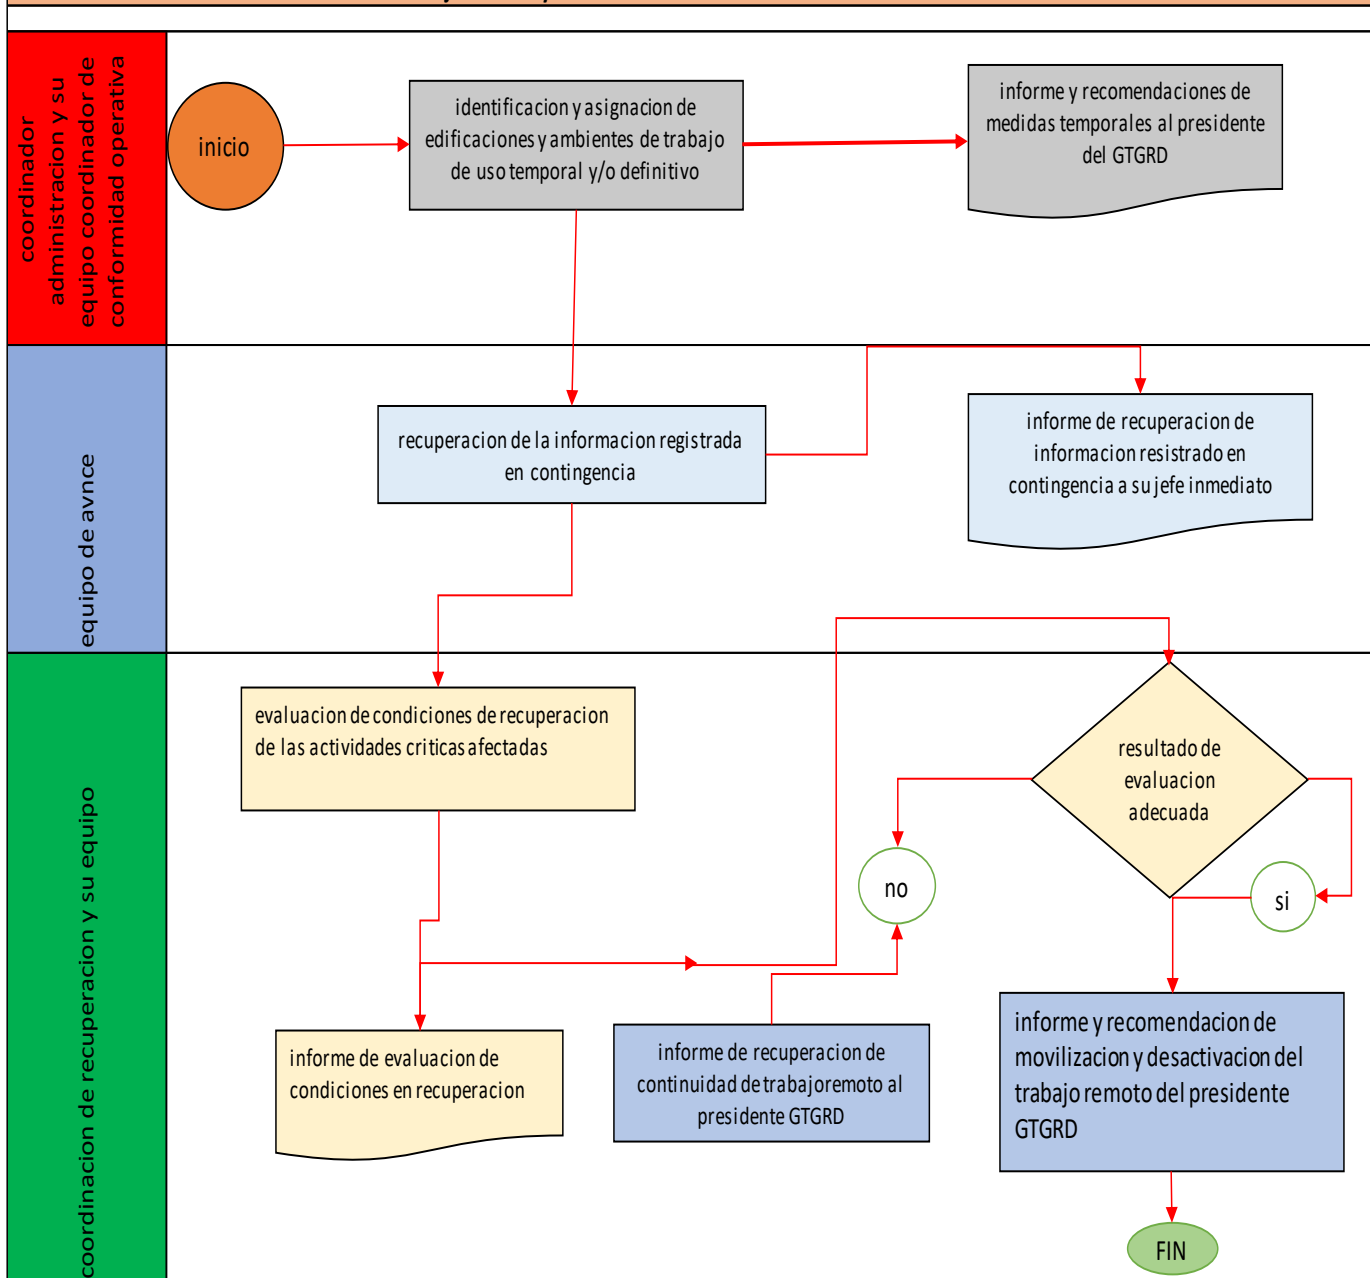 coordinador
administracion y su
equipo coordinador de
conformidad operativa
inicio
identificacion y asignacion de
edificaciones y ambientes de trabajo
de uso temporal y/o definitivo
informe y recomendaciones de
medidas temporales al presidente
del GTGRD
equipo de avnce
recuperacion de la informacion registrada
en contingencia
informe de recuperacion de
informacion resistrado en
contingencia a su jefe inmediato
coordinacion de recuperacion y su equipo
evaluacion de condiciones de recuperacion
de las actividades criticas afectadas
resultado de
evaluacion
adecuada
no
si
informe de evaluacion de
condiciones en recuperacion
informe de recuperacion de
continuidad de trabajoremoto al
presidente GTGRD
informe y recomendacion de
movilizacion y desactivacion del
trabajo remoto del presidente
GTGRD
FIN